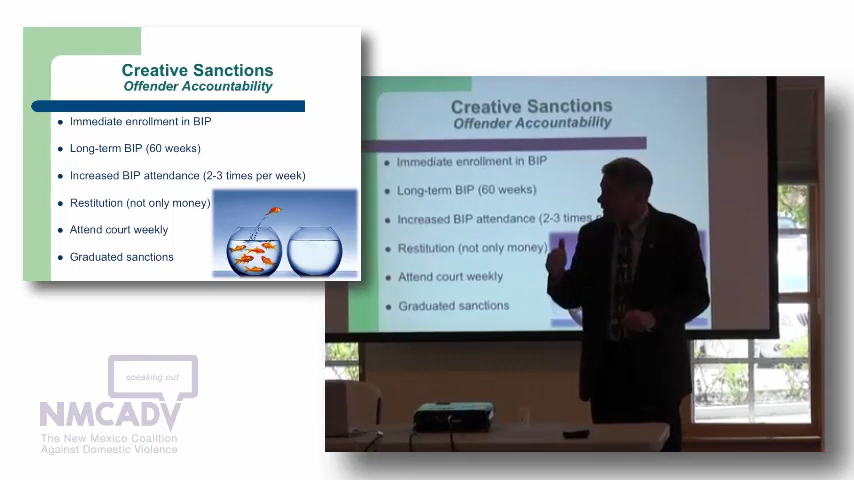 Creative Sanctions
Offender Accountability
Immediate enrollment in BIP
Long-term BIP (60 weeks)
Increased BIP attendance (2-3 times per week)
Restitution (not only money)
Attend court weekly
Graduated sanctions
Creative Sanctions
Offender Accountability
Immediate enrollment in BIP
Long-term BIP (60 weeks)
Increased BIP attendance (2-3 times
Restitution (not only money)
Attend court weekly
Graduated sanctions
speaking out
NMCADV
The New Mexico Coalition
Against Domestic Violence